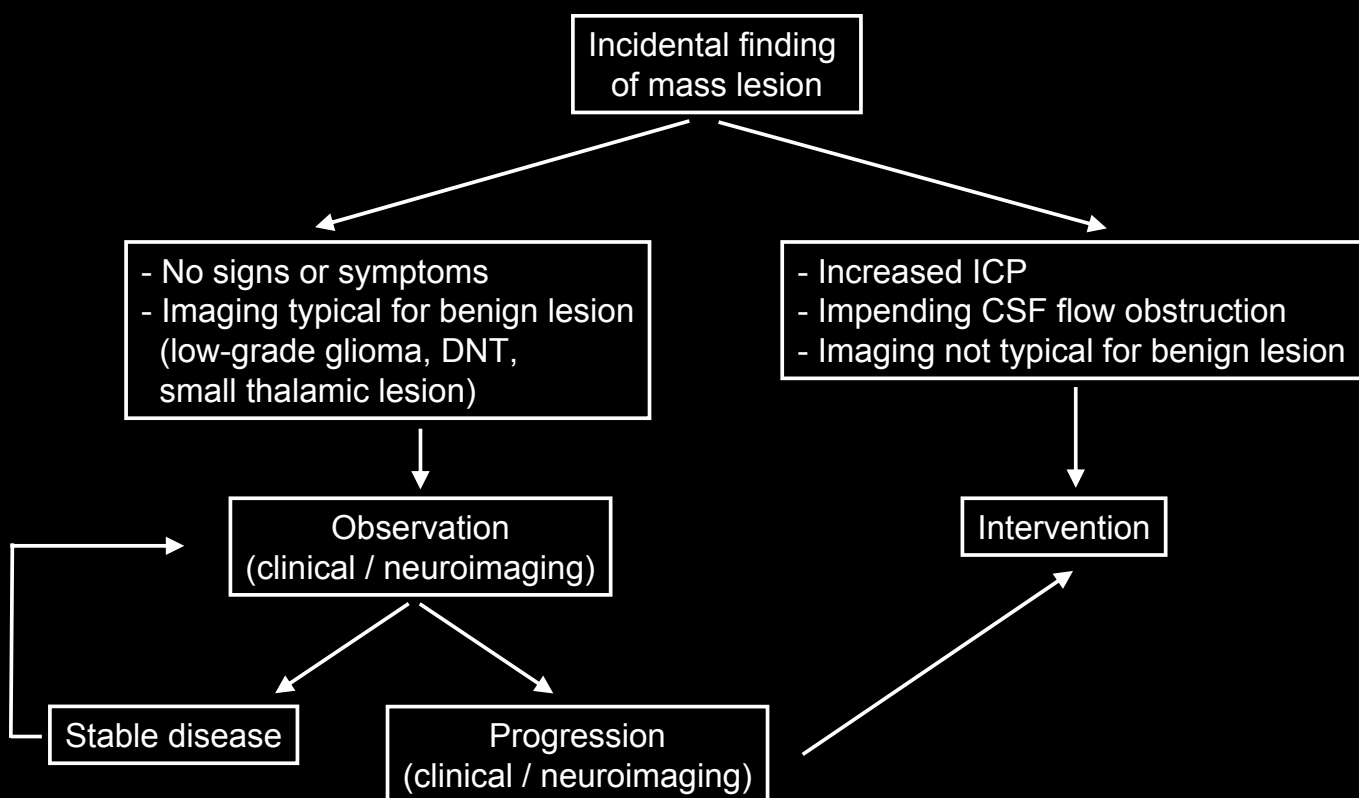 Incidental finding
of mass lesion
- No signs or symptoms
- Imaging typical for benign lesion
(low-grade glioma, DNT,
small thalamic lesion)
- Increased ICP
- Impending CSF flow obstruction
- Imaging not typical for benign lesion
Observation
(clinical / neuroimaging)
Intervention
Stable disease
Progression
(clinical / neuroimaging)